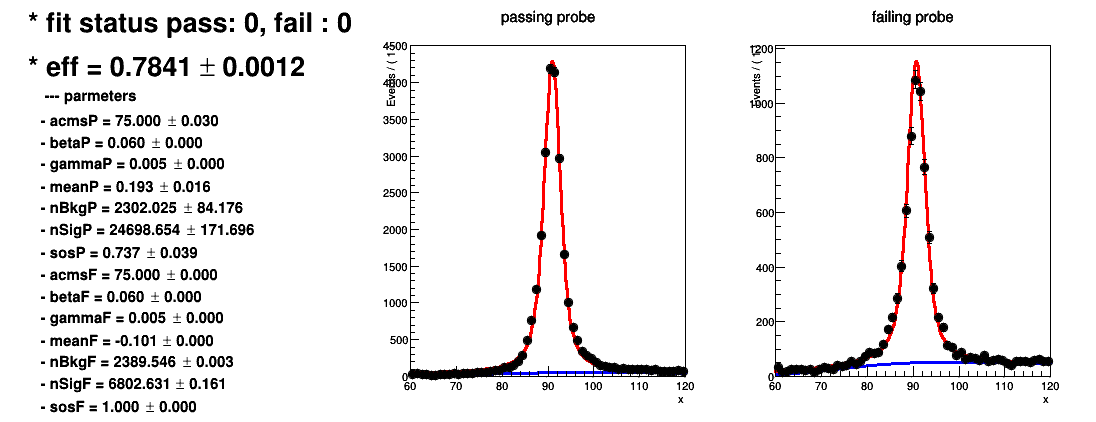 * fit status pass: 0, fail : 0
* eff = 0.7841 ± 0.0012
--- parmeters
- acmsP = 75.000 ± 0.030
- betaP = 0.060 ± 0.000
- gammaP = 0.005 ± 0.000
- meanP = 0.193 ± 0.016
- nBkgP = 2302.025 ± 84.176
- nSigP = 24698.654 ± 171.696
- sosP = 0.737 ± 0.039
- acmsF = 75.000 ± 0.000
- betaF = 0.060 ± 0.000
- gammaF = 0.005 ± 0.000
- meanF = -0.101 ± 0.000
- nBkgF = 2389.546 ± 0.003
- nSigF = 6802.631 ± 0.161
- sosF = 1.000 ± 0.000
passing probe
Events / ( 1
4500
4000
3500
3000
2500
2000
1500
1000
500
0
60 70 80 90 100 110 120
x
failing probe
Events / ( 1
1200
1000
800
600
400
200
0
60 70 80 90 100 110 120
x